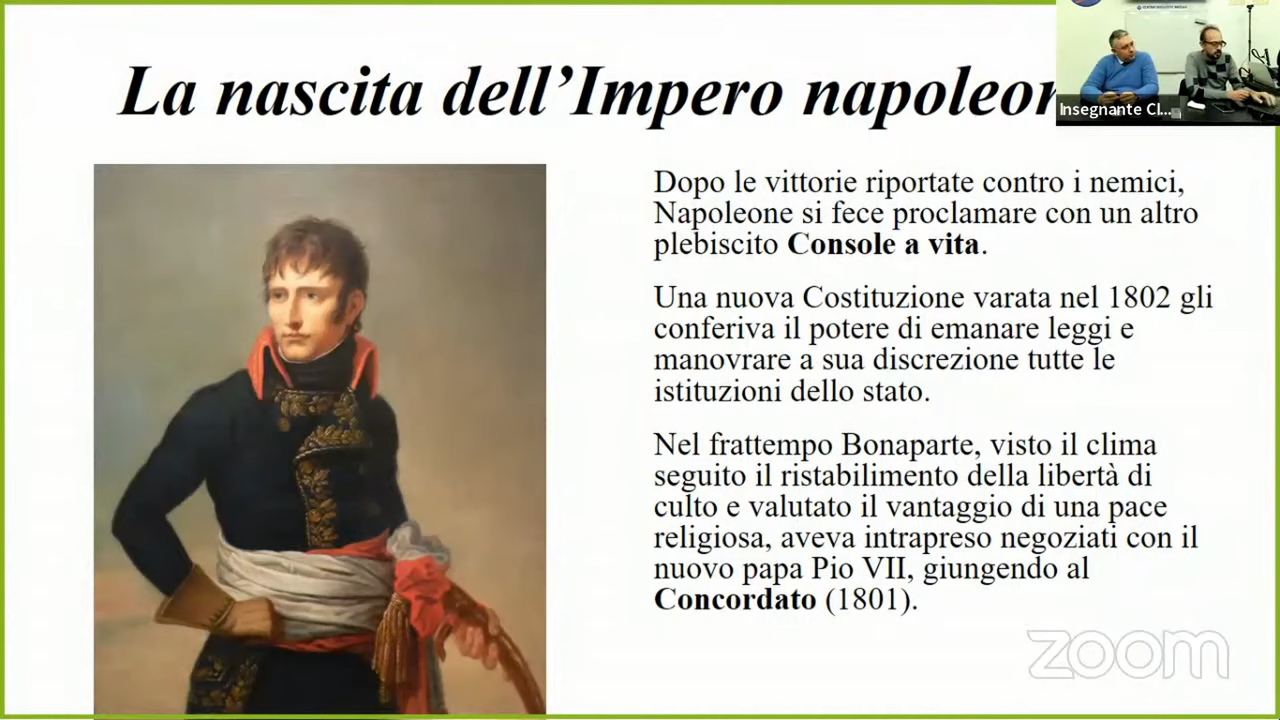 La nascita dell'Impero napoleon
Insegnante Cl...
Dopo le vittorie riportate contro i nemici,
Napoleone si fece proclamare con un altro
plebiscito Console a vita.
Una nuova Costituzione varata nel 1802 gli
conferiva il potere di emanare leggi e
manovrare a sua discrezione tutte le
istituzioni dello stato.
Nel frattempo Bonaparte, visto il clima
seguito il ristabilimento della libertà di
culto e valutato il vantaggio di una pace
religiosa, aveva intrapreso negoziati con il
nuovo papa Pio VII, giungendo al
Concordato (1801).
zoom